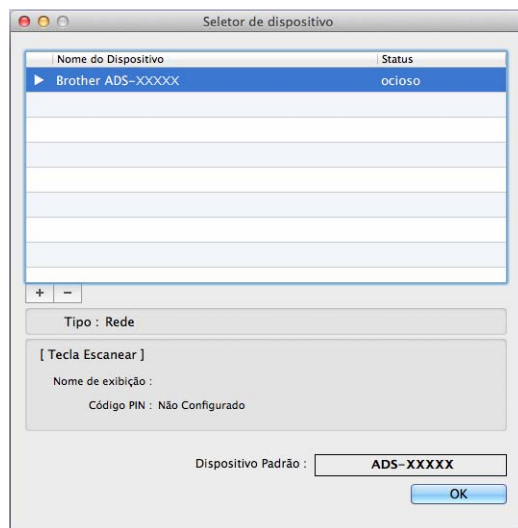 Seletor de dispositivo
Nome do Dispositivo Status
Brother ADS-XXXXX ocioso
+ −
Tipo : Rede
[ Tecla Escanear ]
Nome de exibição :
Código PIN : Não Configurado
Dispositivo Padrão : ADS-XXXXX
OK